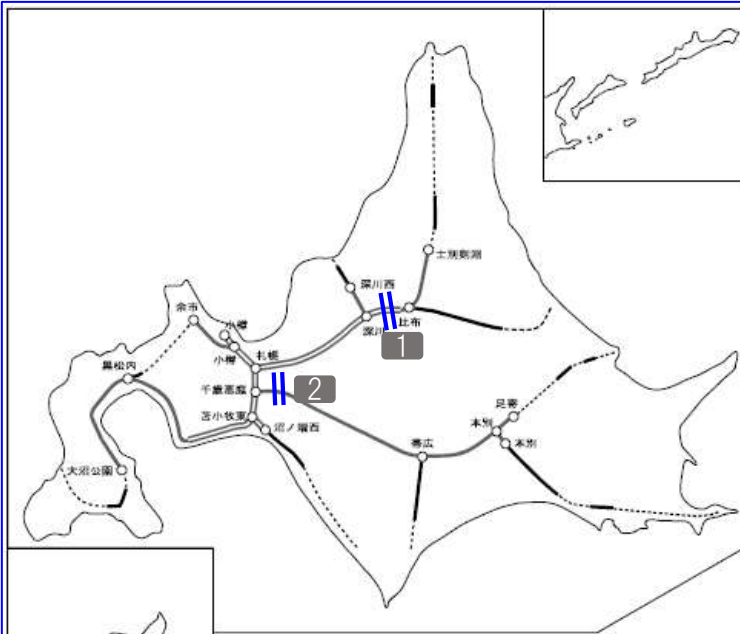 士別剣淵
深川西
余市
小樽
深川
比布
1
小樽
札幌
黒松内
千歳恵庭
2
苫小牧東
足寄
沼ノ端西
本別
帯広
本別
大沼公園